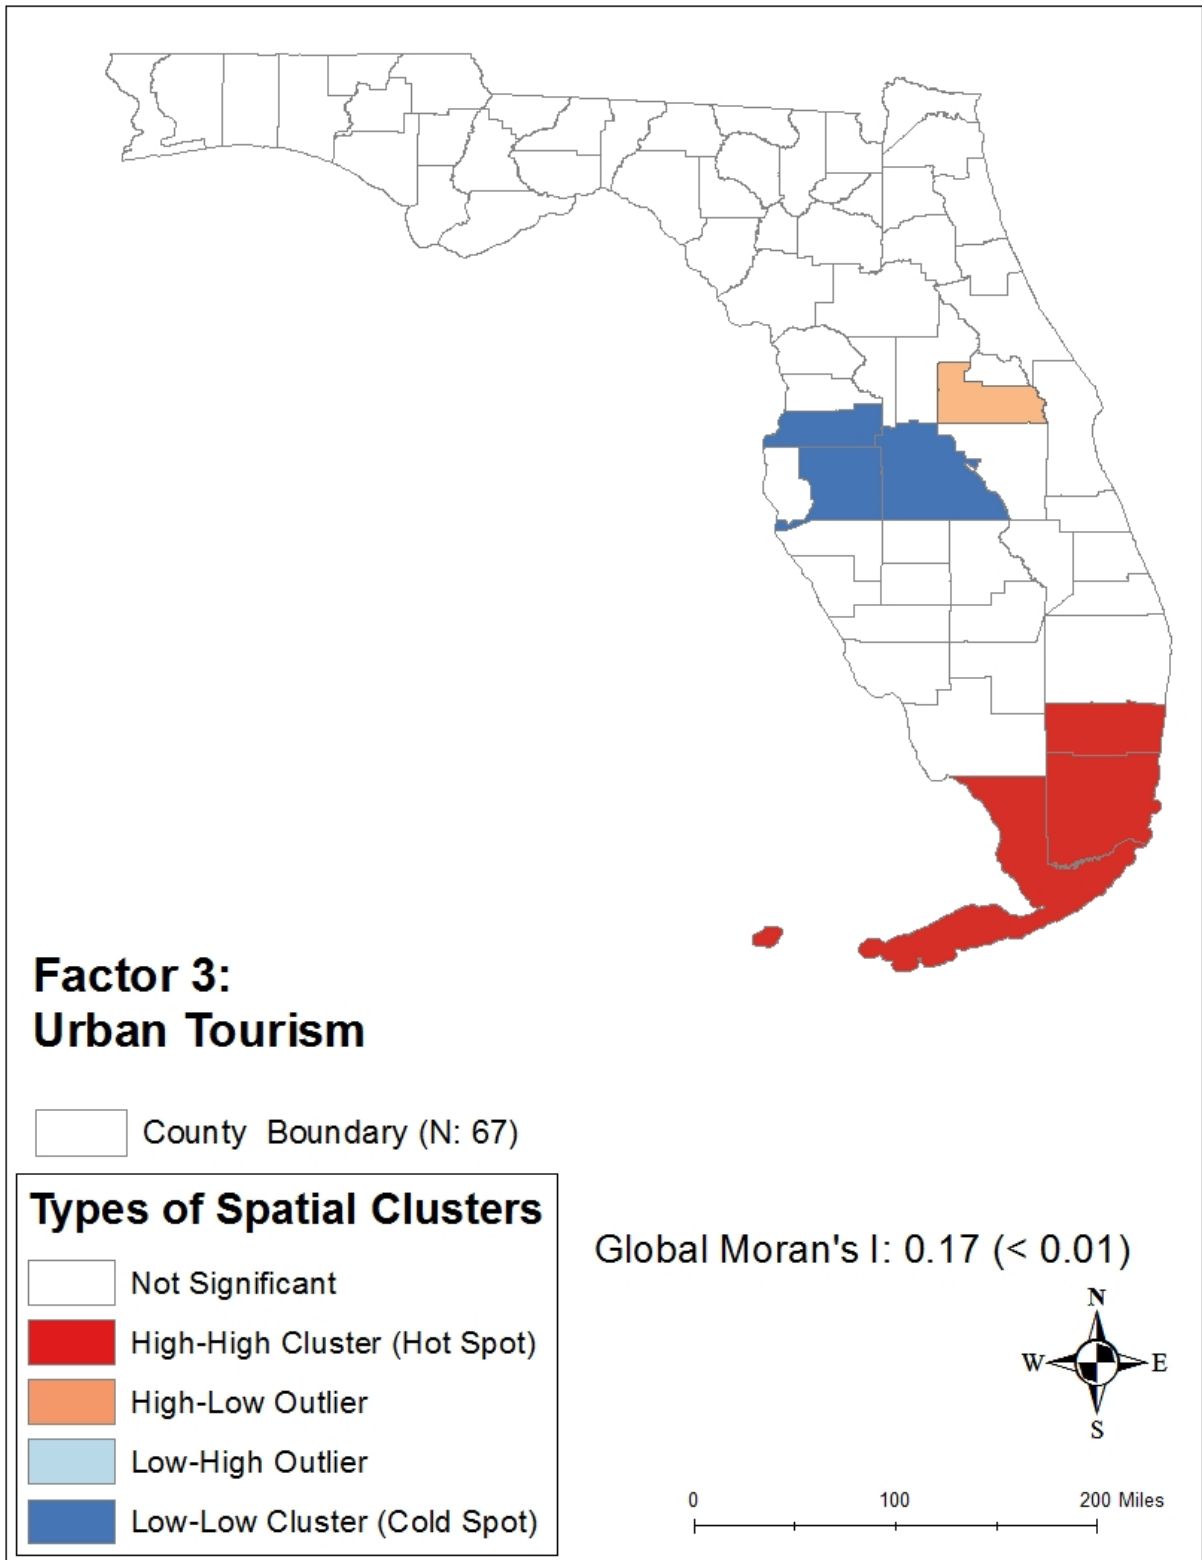 Factor 3:
Urban Tourism
County Boundary (N: 67)
Types of Spatial Clusters
Not Significant
High-High Cluster (Hot Spot)
High-Low Outlier
Low-High Outlier
Low-Low Cluster (Cold Spot)
Global Moran's I: 0.17 (< 0.01)
N
W E
S
0 100 200 Miles